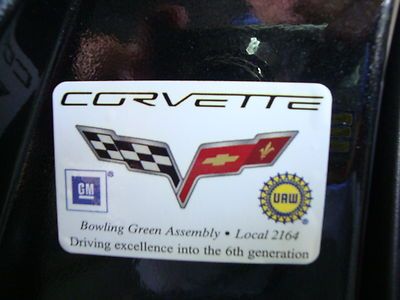 CORVETTE
GM
UAW
Bowling Green Assembly • Local 2164
Driving excellence into the 6th generation